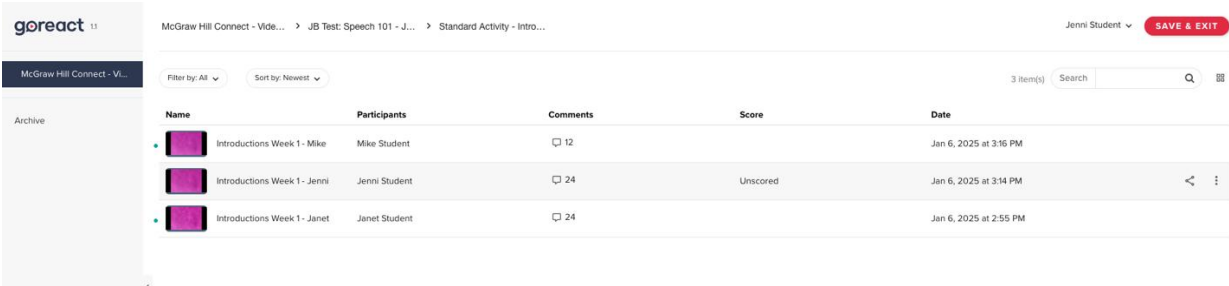 goreact
McGraw Hill Connect - Vide... > JB Test: Speech 101 - J... > Standard Activity - Intro...
Jenni Student
SAVE & EXIT
McGraw Hill Connect - Vi...
Archive
Filter by: All
Sort by: Newest
3 item(s)
Search
Name Participants Comments Score Date
Introductions Week 1 - Mike Mike Student 12 Jan 6, 2025 at 3:16 PM
Introductions Week 1 - Jenni Jenni Student 24 Unscored Jan 6, 2025 at 3:14 PM
Introductions Week 1 - Janet Janet Student 24 Jan 6, 2025 at 2:55 PM